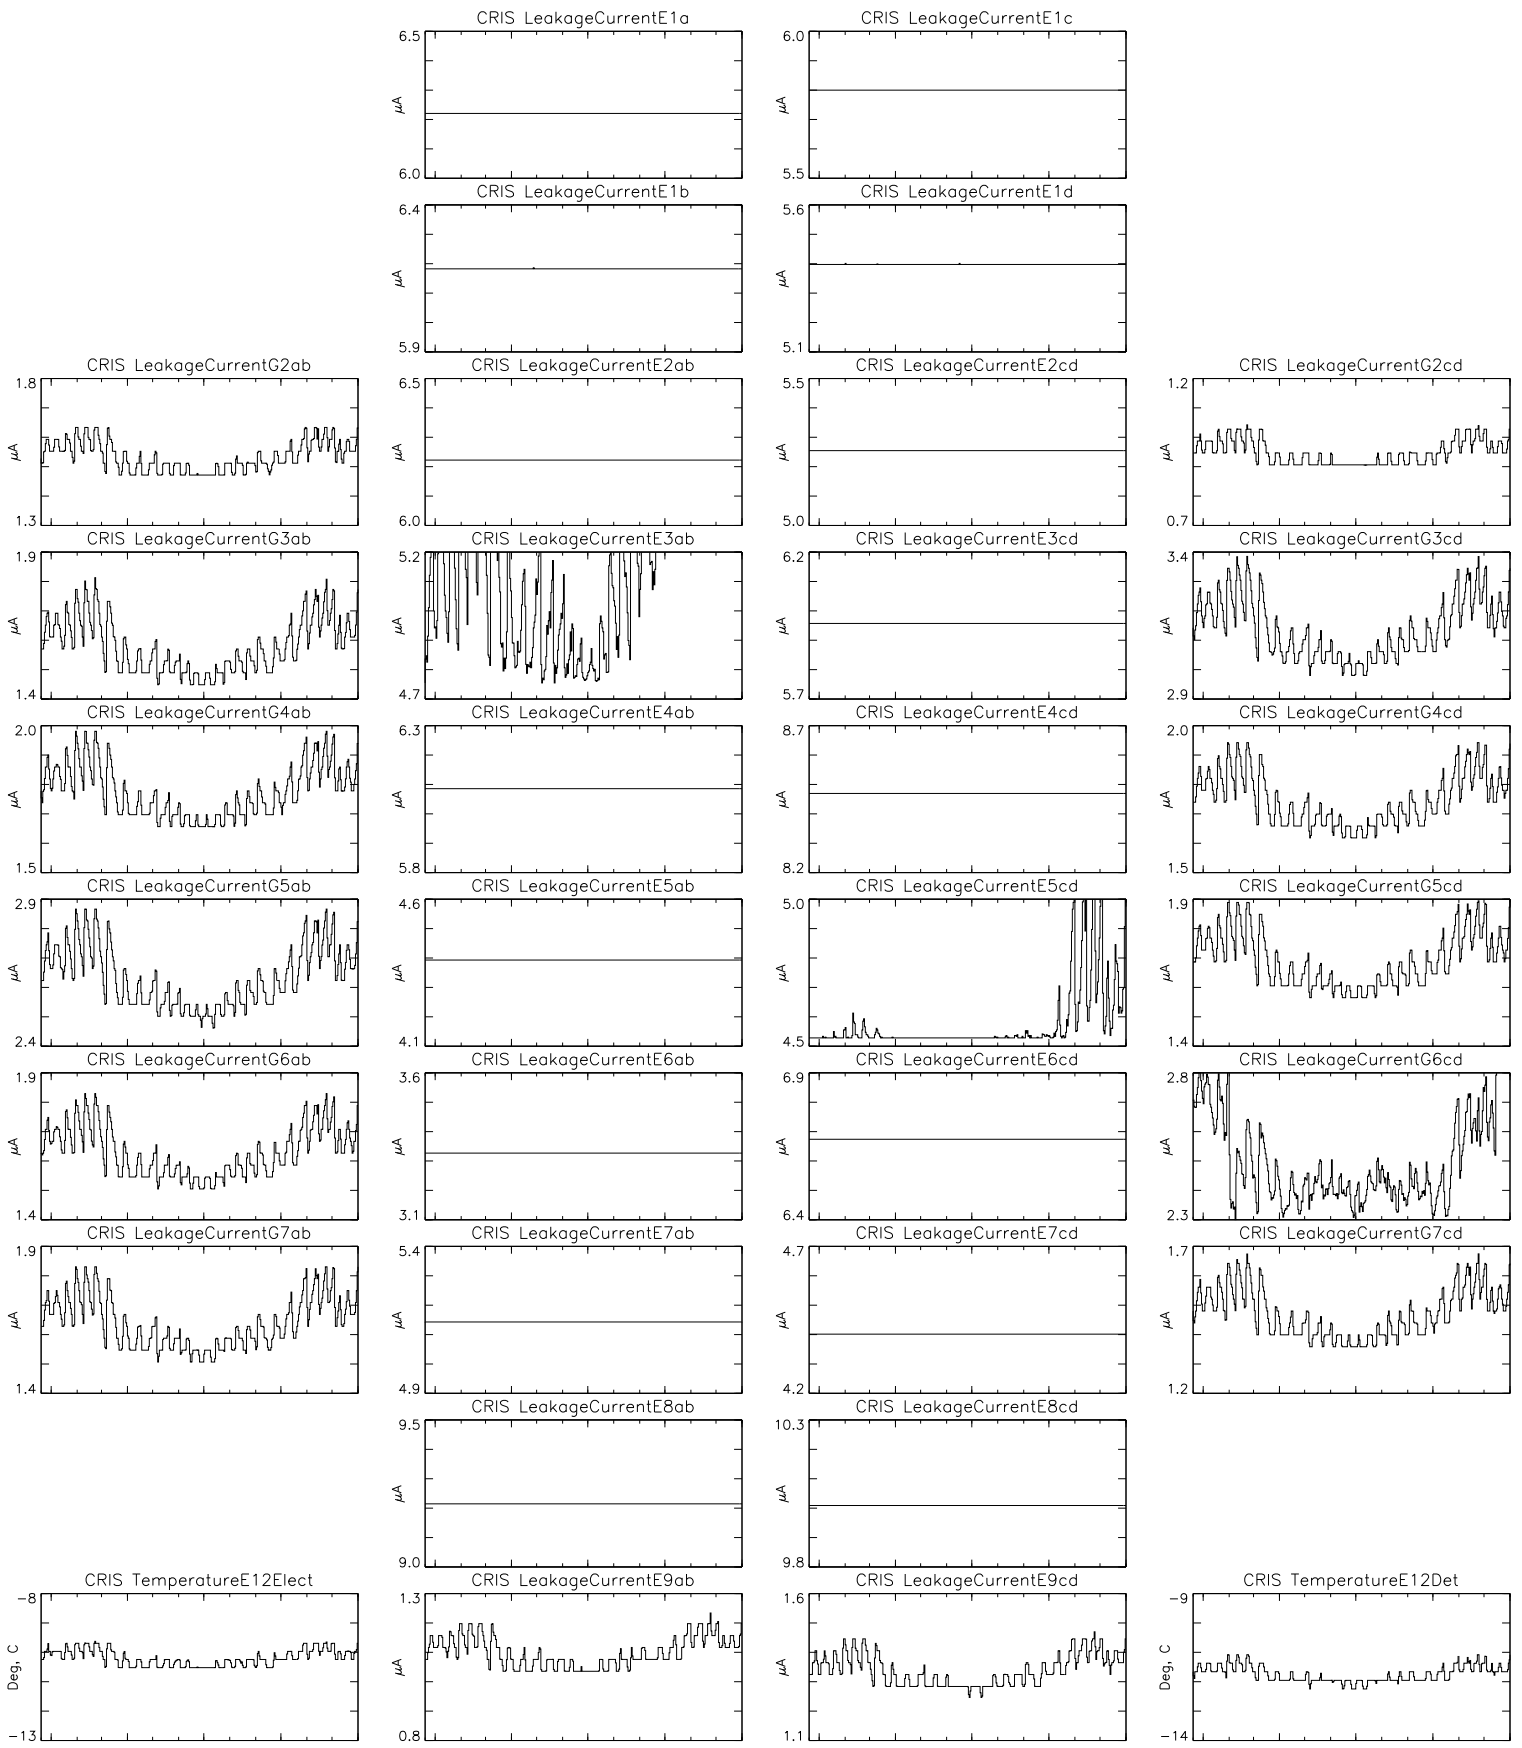 CRIS LeakageCurrentE1a
6.5
μA
6.0
CRIS LeakageCurrentE1c
6.0
μA
5.5
CRIS LeakageCurrentE1b
6.4
μA
5.9
CRIS LeakageCurrentE1d
5.6
μA
5.1
CRIS LeakageCurrentG2ab
1.8
μA
1.3
CRIS LeakageCurrentE2ab
6.5
μA
6.0
CRIS LeakageCurrentE2cd
5.5
μA
5.0
CRIS LeakageCurrentG2cd
1.2
μA
0.7
CRIS LeakageCurrentG3ab
1.9
μA
1.4
CRIS LeakageCurrentE3ab
5.2
μA
4.7
CRIS LeakageCurrentE3cd
6.2
μA
5.7
CRIS LeakageCurrentG3cd
3.4
μA
2.9
CRIS LeakageCurrentG4ab
2.0
μA
1.5
CRIS LeakageCurrentE4ab
6.3
μA
5.8
CRIS LeakageCurrentE4cd
8.7
μA
8.2
CRIS LeakageCurrentG4cd
2.0
μA
1.5
CRIS LeakageCurrentG5ab
2.9
μA
2.4
CRIS LeakageCurrentE5ab
4.6
μA
4.1
CRIS LeakageCurrentE5cd
5.0
μA
4.5
CRIS LeakageCurrentG5cd
1.9
μA
1.4
CRIS LeakageCurrentG6ab
1.9
μA
1.4
CRIS LeakageCurrentE6ab
3.6
μA
3.1
CRIS LeakageCurrentE6cd
6.9
μA
6.4
CRIS LeakageCurrentG6cd
2.8
μA
2.3
CRIS LeakageCurrentG7ab
1.9
μA
1.4
CRIS LeakageCurrentE7ab
5.4
μA
4.9
CRIS LeakageCurrentE7cd
4.7
μA
4.2
CRIS LeakageCurrentG7cd
1.7
μA
1.2
CRIS LeakageCurrentE8ab
9.5
μA
9.0
CRIS LeakageCurrentE8cd
10.3
μA
9.8
CRIS TemperatureE12Elect
−8
Deg, C
−13
CRIS LeakageCurrentE9ab
1.3
μA
0.8
CRIS LeakageCurrentE9cd
1.6
μA
1.1
CRIS TemperatureE12Det
−9
Deg, C
−14